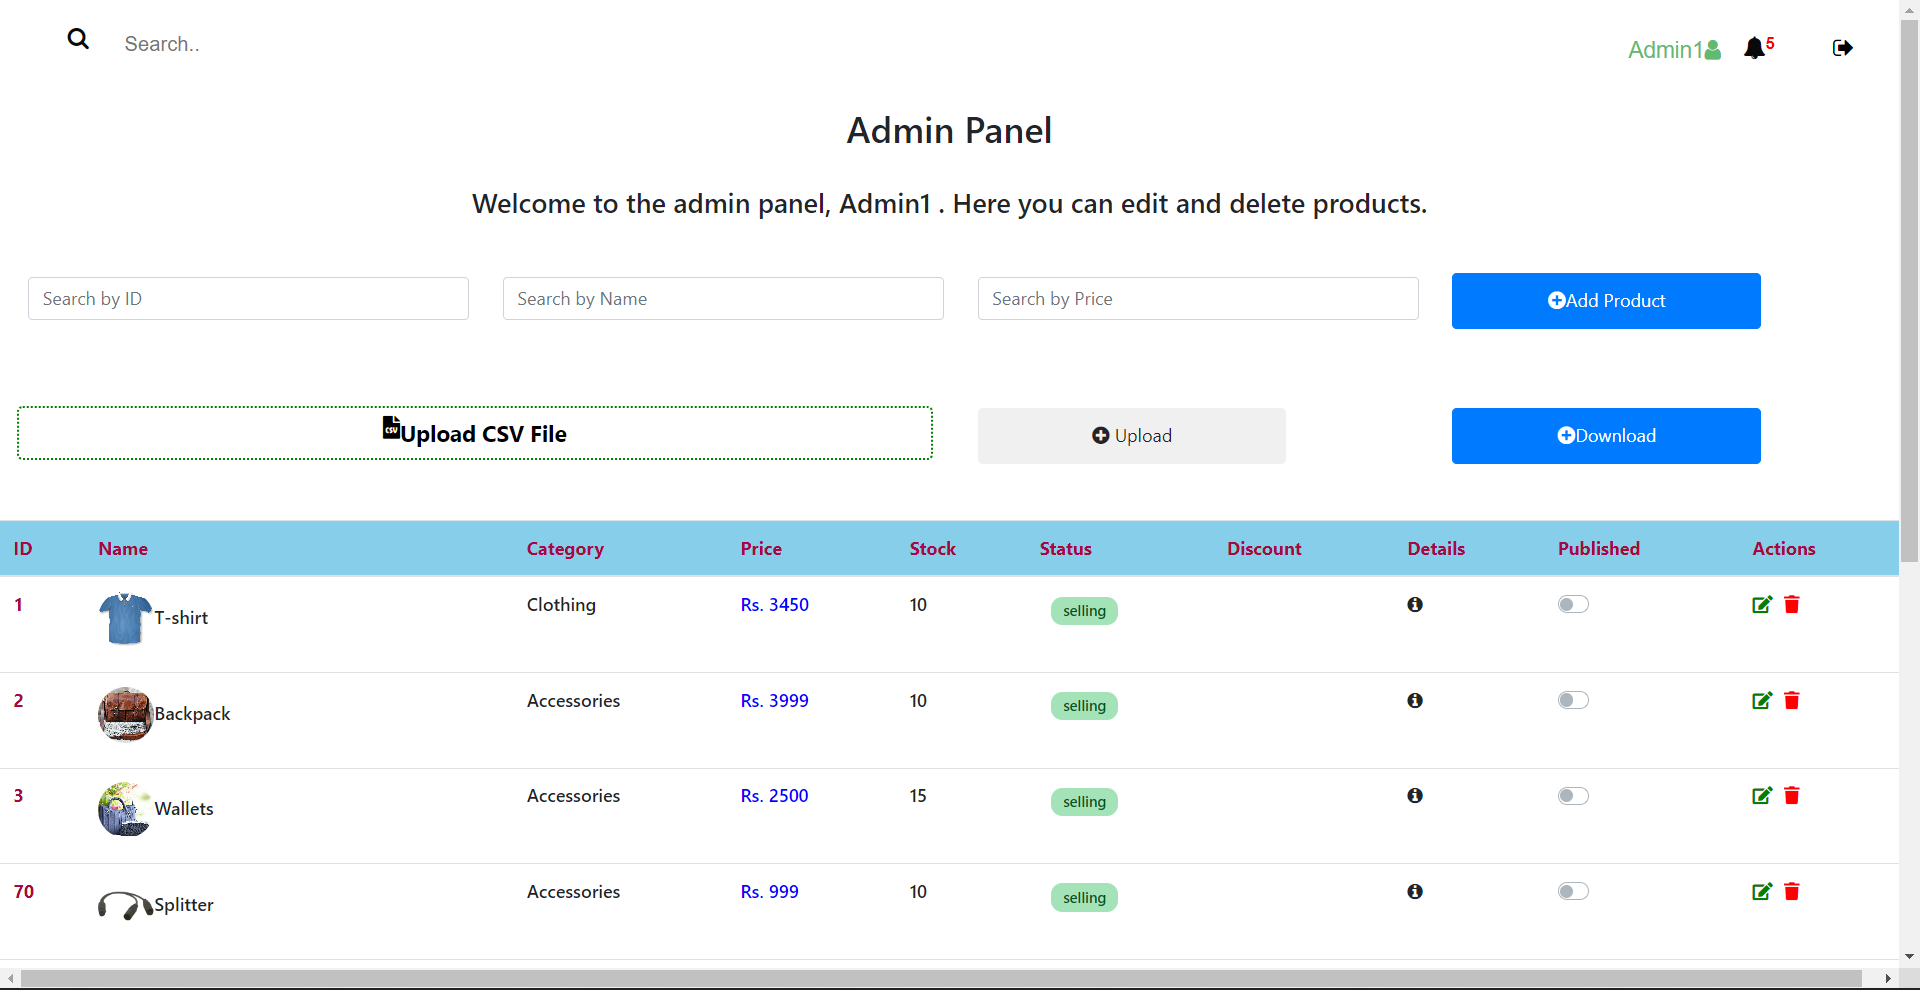 Search..
Admin1
5
Admin Panel
Welcome to the admin panel, Admin1 . Here you can edit and delete products.
Search by ID
Search by Name
Search by Price
Add Product
CSV
Upload CSV File
Upload
Download
ID Name Category Price Stock Status Discount Details Published Actions
1 T-shirt Clothing Rs. 3450 10 selling
2 Backpack Accessories Rs. 3999 10 selling
3 Wallets Accessories Rs. 2500 15 selling
70 Splitter Accessories Rs. 999 10 selling